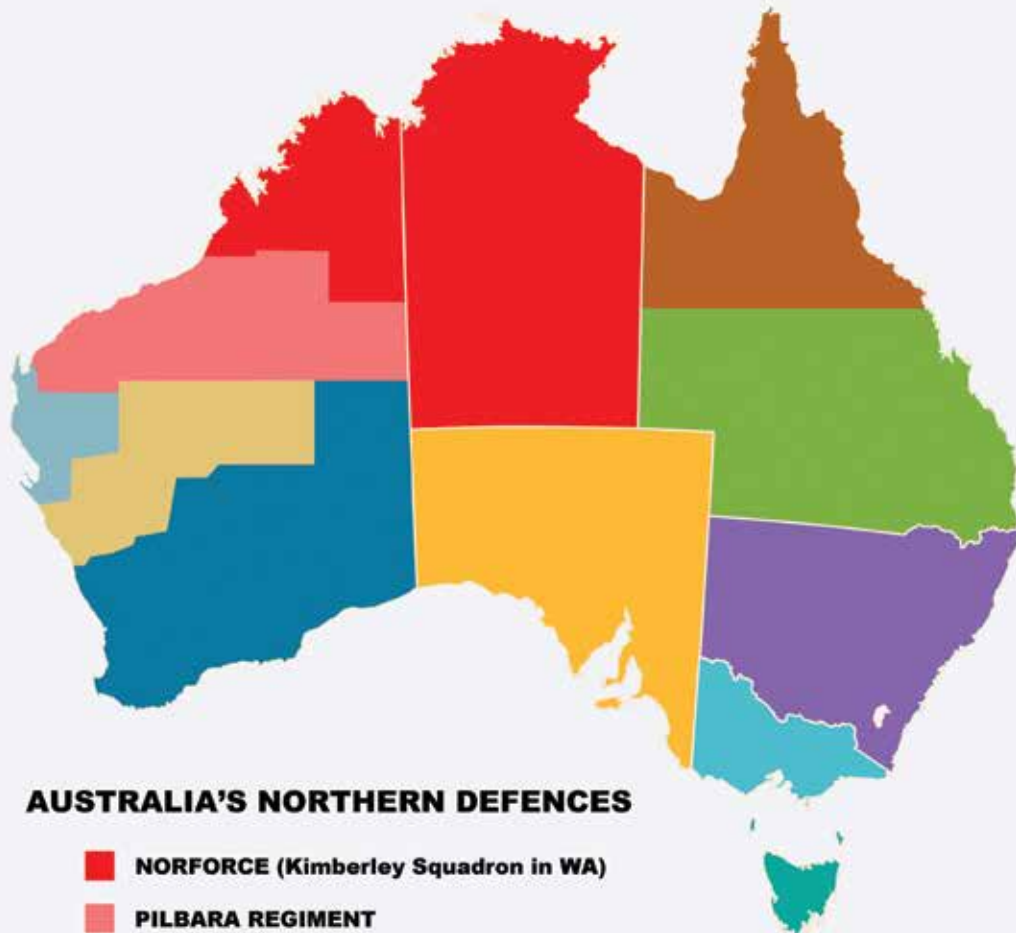 AUSTRALIA'S NORTHERN DEFENCES
NORFORCE (Kimberley Squadron in WA)
PILBARA REGIMENT